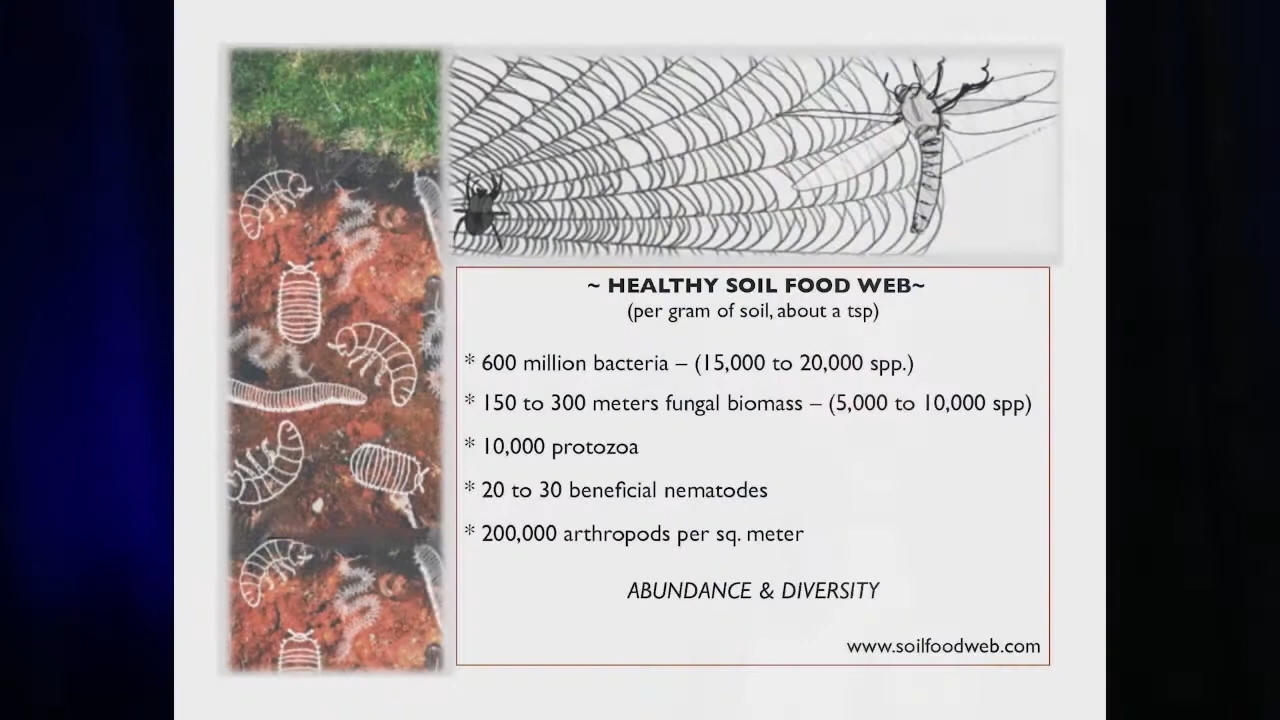 ~ HEALTHY SOIL FOOD WEB~
(per gram of soil, about a tsp)
* 600 million bacteria – (15,000 to 20,000 spp.)
* 150 to 300 meters fungal biomass – (5,000 to 10,000 spp)
* 10,000 protozoa
* 20 to 30 beneficial nematodes
* 200,000 arthropods per sq. meter
ABUNDANCE & DIVERSITY
www.soilfoodweb.com